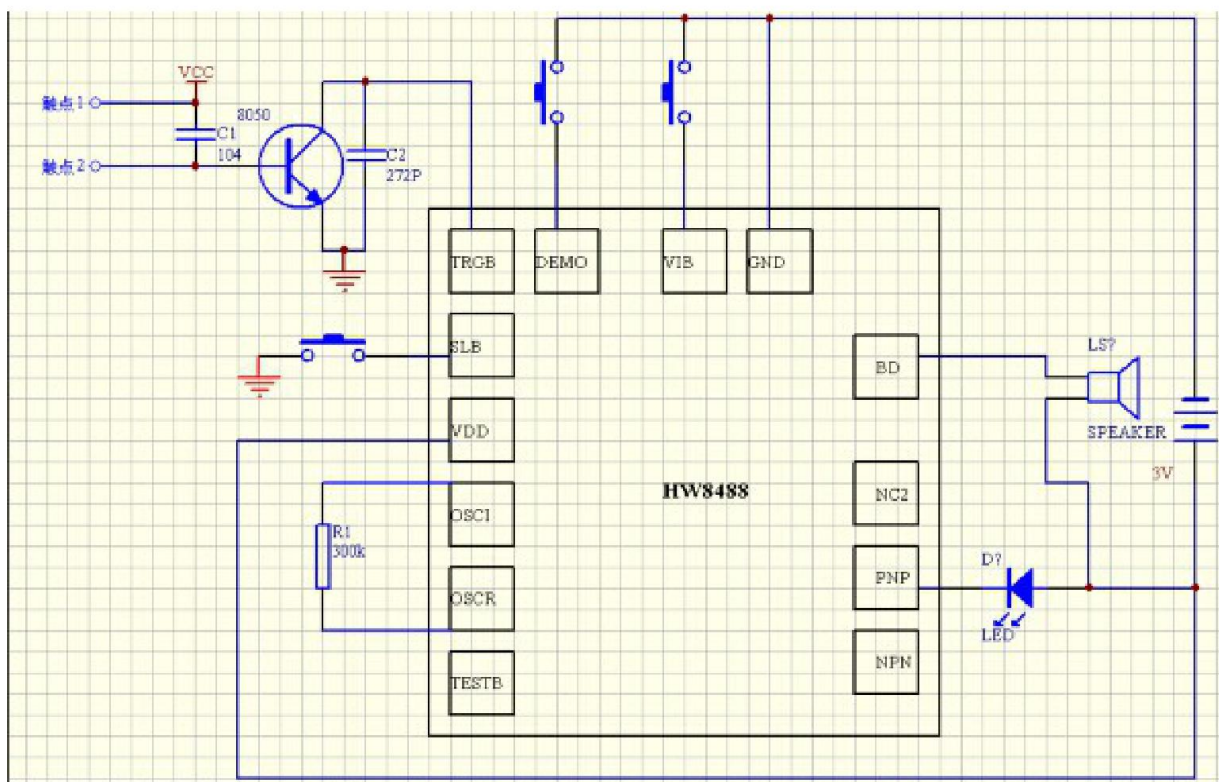 VCC
触点1
8050
C1
104
触点2
C2
272P
TRGB
DEMO
VIB
GND
SLB
BD
LS?
SPEAKER
VDD
3V
HW8488
NC2
OSCI
R1
300k
D?
PNP
LED
OSCR
NPN
TESTB